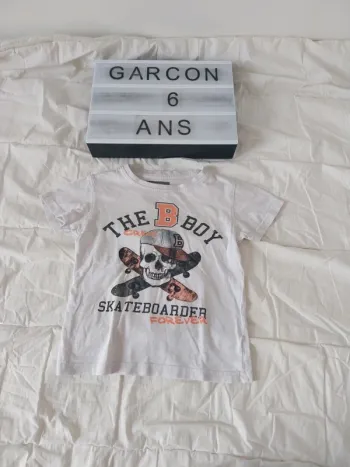 GARCON
6
ANS
THE B BOY
B
SKATEBOARDER
FOREVER